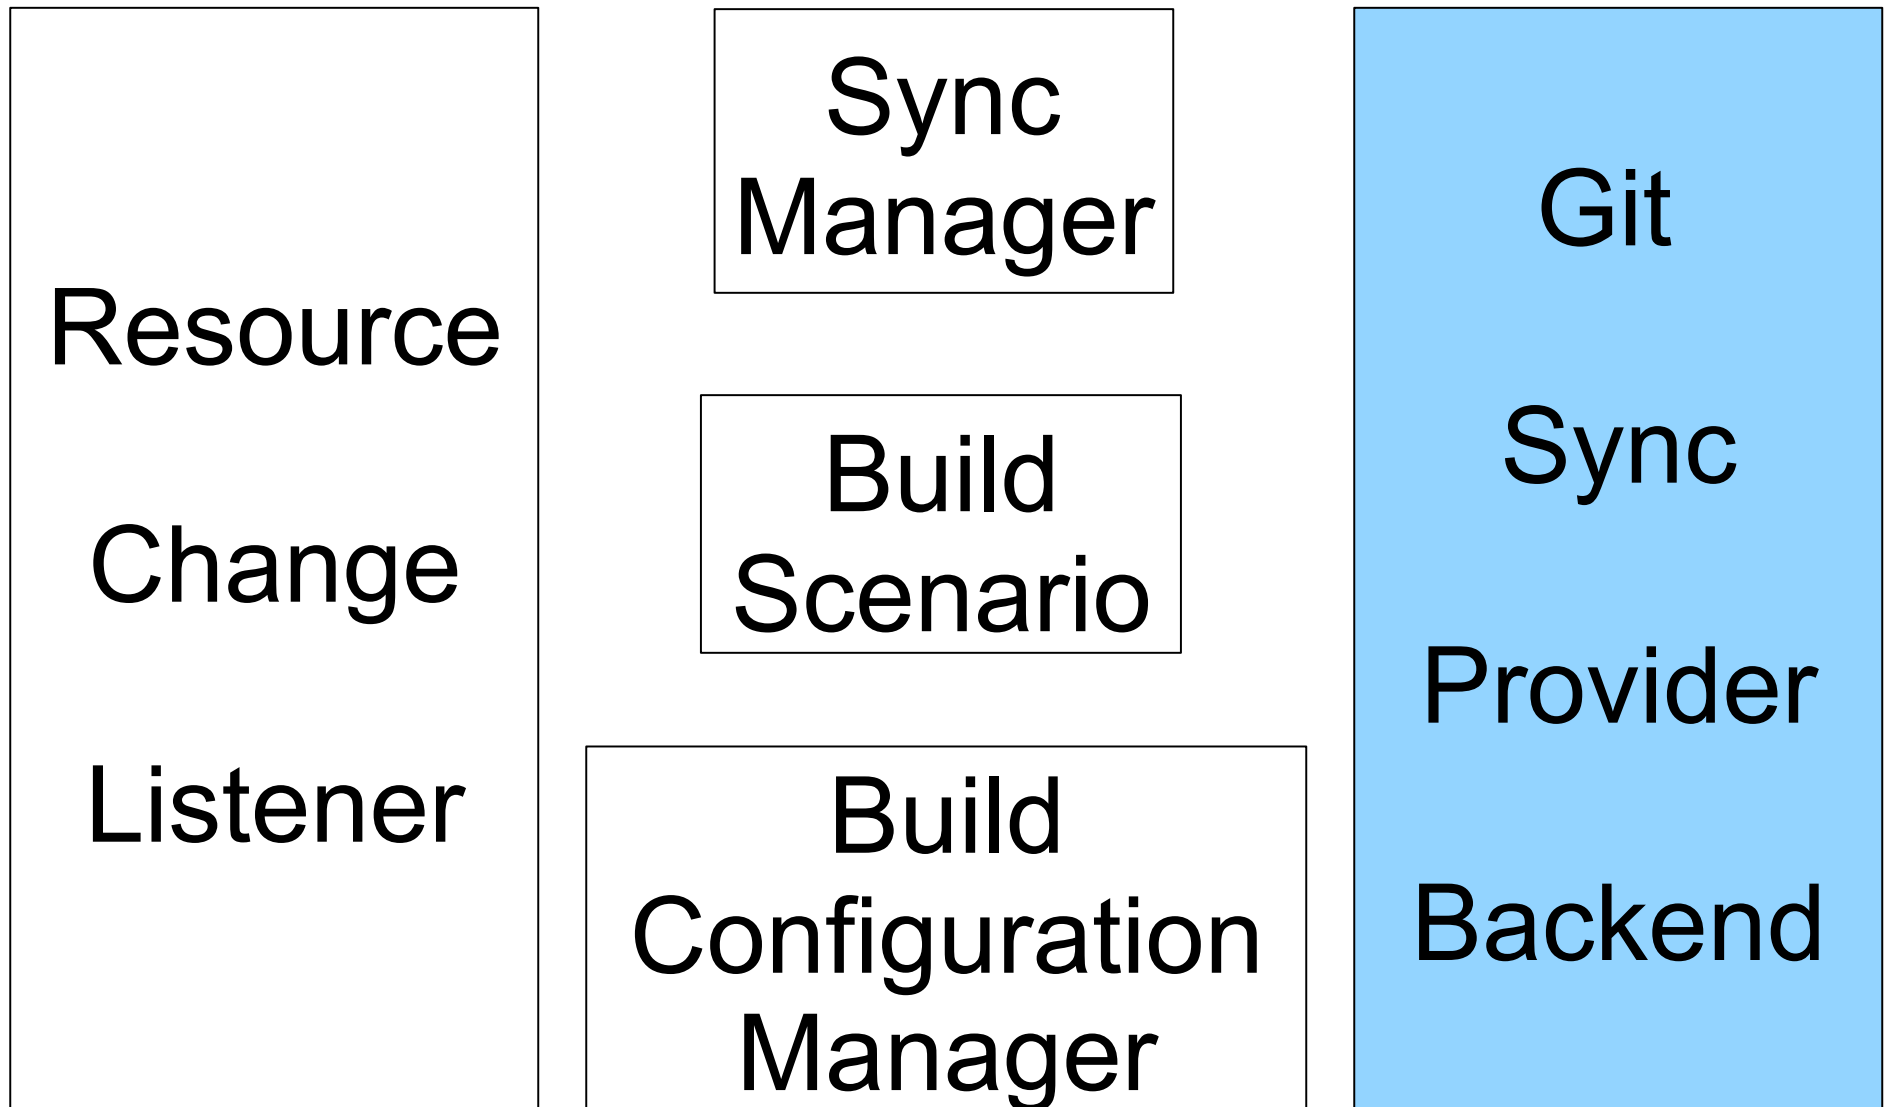 Resource
Change
Listener
Sync
Manager
Build
Scenario
Build
Configuration
Manager
Git
Sync
Provider
Backend